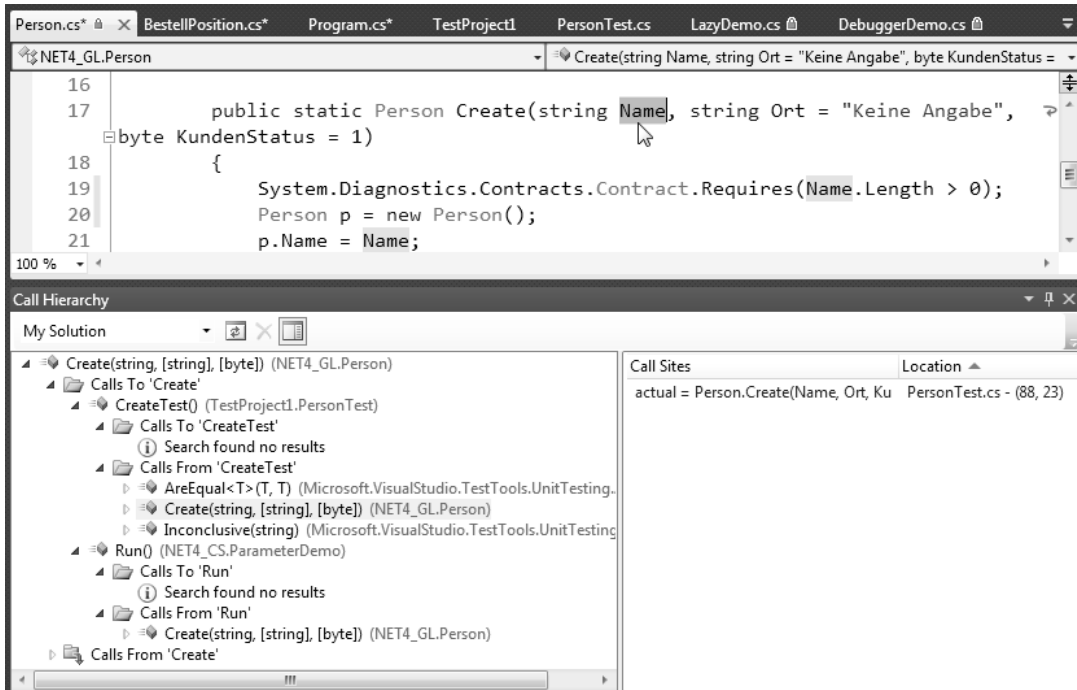 Person.cs* BestellPosition.cs* Program.cs* TestProject1 PersonTest.cs LazyDemo.cs DebuggerDemo.cs
NET4_GL.Person Create(string Name, string Ort = "Keine Angabe", byte KundenStatus =
16
17 public static Person Create(string Name, string Ort = "Keine Angabe",
byte KundenStatus = 1)
18 {
19 System.Diagnostics.Contracts.Contract.Requires(Name.Length > 0);
20 Person p = new Person();
21 p.Name = Name;
100 %
Call Hierarchy
My Solution
Create(string, [string], [byte]) (NET4_GL.Person)
Calls To 'Create'
CreateTest() (TestProject1.PersonTest)
Calls To 'CreateTest'
Search found no results
Calls From 'CreateTest'
AreEqual<T>(T, T) (Microsoft.VisualStudio.TestTools.UnitTesting..
Create(string, [string], [byte]) (NET4_GL.Person)
Inconclusive(string) (Microsoft.VisualStudio.TestTools.UnitTesting
Run() (NET4_CS.ParameterDemo)
Calls To 'Run'
Search found no results
Calls From 'Run'
Create(string, [string], [byte]) (NET4_GL.Person)
Calls From 'Create'
Call Sites Location
actual = Person.Create(Name, Ort, Ku PersonTest.cs - (88, 23)